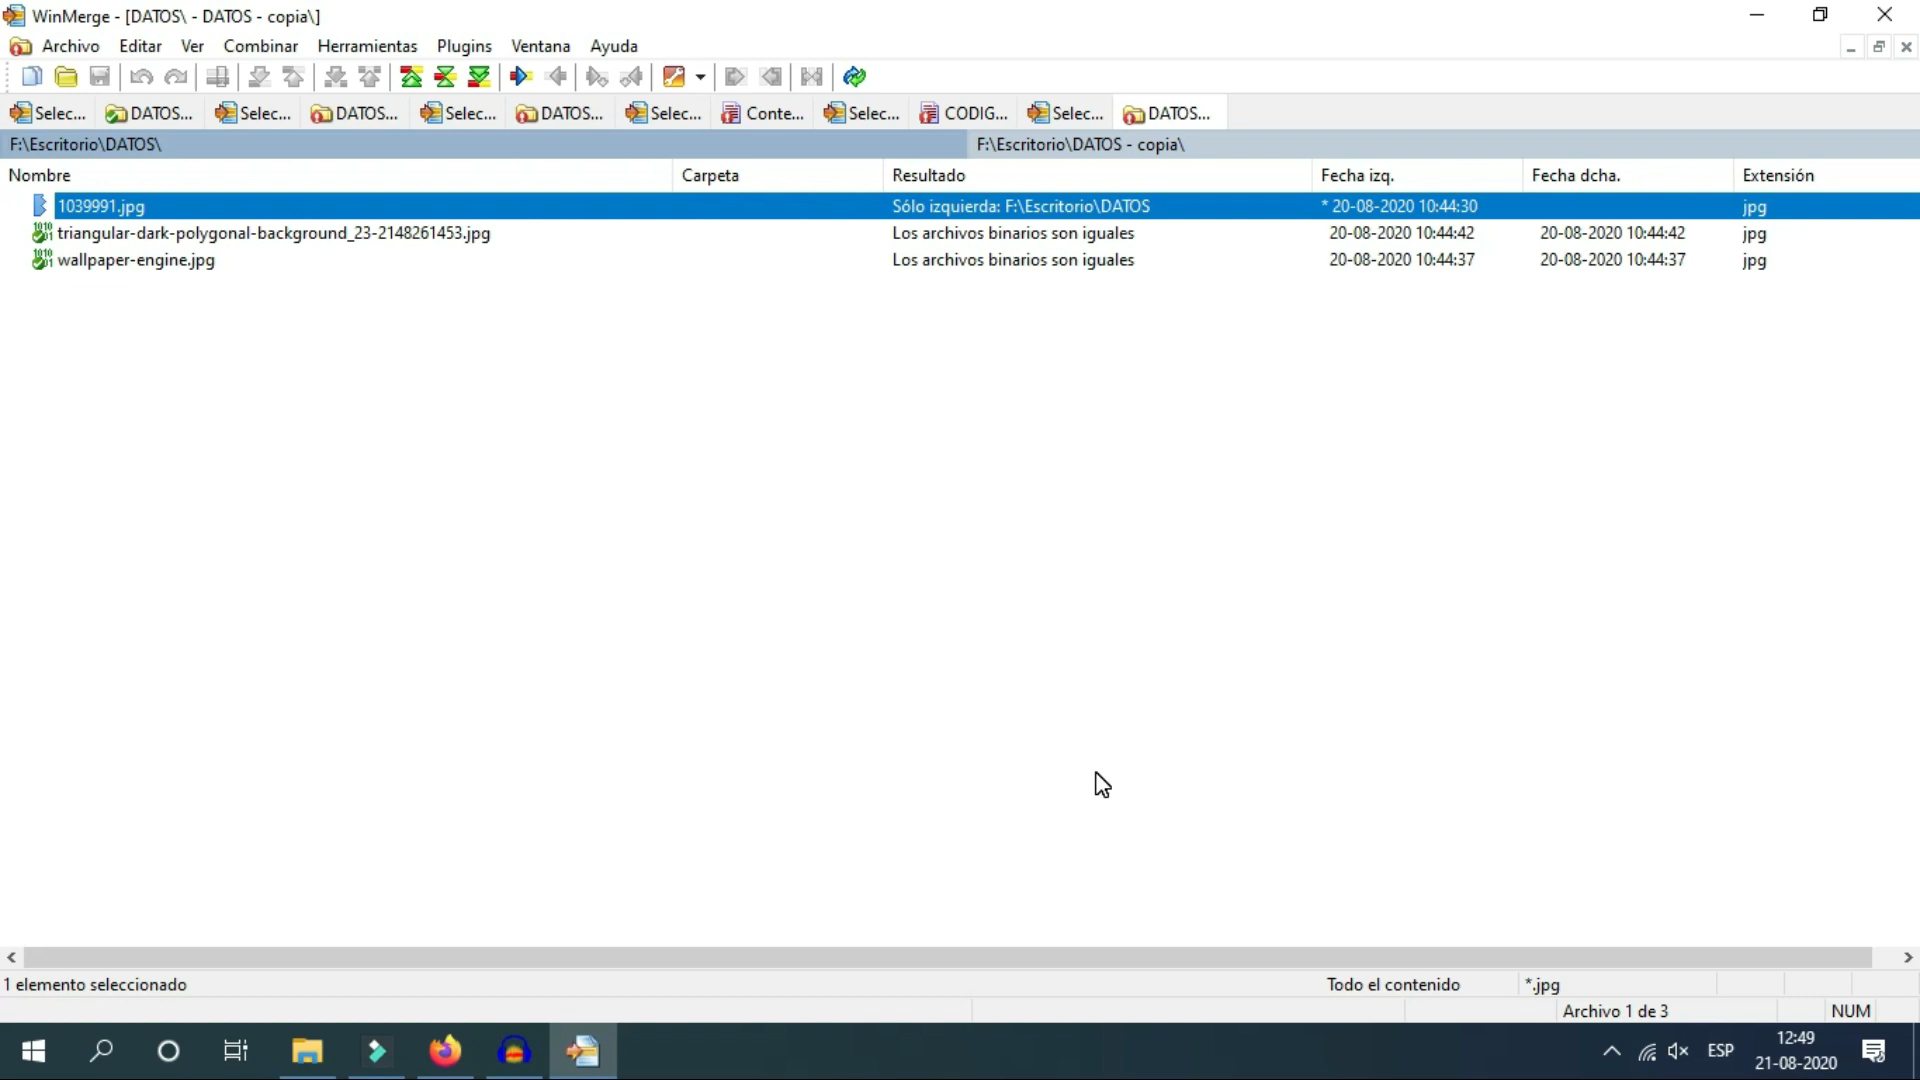 WinMerge - [DATOS\ - DATOS - copia\]
Archivo Editar Ver Combinar Herramientas Plugins Ventana Ayuda
Selec... DATOS... Selec... DATOS... Selec... DATOS... Selec... Conte... Selec... CODIG... Selec... DATOS...
F:\Escritorio\DATOS\ F:\Escritorio\DATOS - copia\
Nombre Carpeta Resultado Fecha izq. Fecha dcha. Extensión
1039991.jpg Sólo izquierda: F:\Escritorio\DATOS * 20-08-2020 10:44:30 jpg
triangular-dark-polygonal-background_23-2148261453.jpg Los archivos binarios son iguales 20-08-2020 10:44:42 20-08-2020 10:44:42 jpg
wallpaper-engine.jpg Los archivos binarios son iguales 20-08-2020 10:44:37 20-08-2020 10:44:37 jpg
1 elemento seleccionado Todo el contenido *.jpg
Archivo 1 de 3 NUM
ESP 12:49
21-08-2020